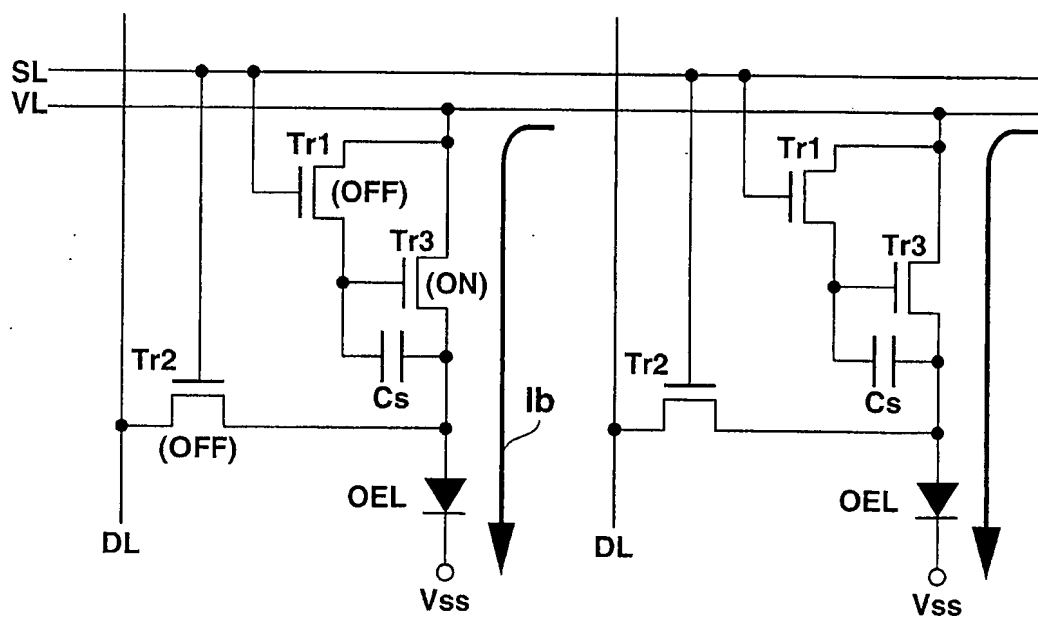 SL
VL
Tr1
(OFF)
Tr3
(ON)
Tr2
(OFF)
Cs
Ib
OEL
DL
Vss
Tr1
Tr3
Tr2
Cs
OEL
DL
Vss